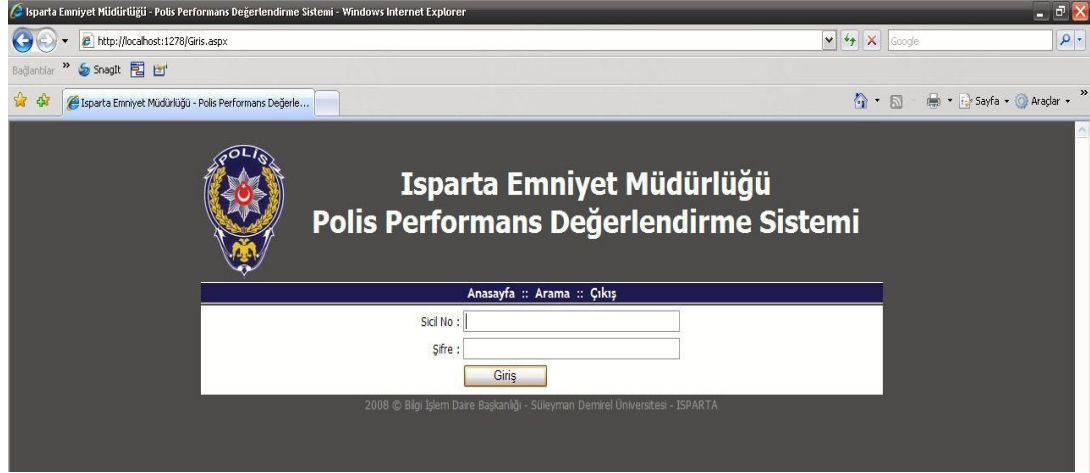 Isparta Emniyet Müdürlüğü - Polis Performans Değerlendirme Sistemi - Windows Internet Explorer
http://localhost:1278/Giris.aspx
Google
Bağlantılar » SnagIt
Isparta Emniyet Müdürlüğü - Polis Performans Değerle...
Sayfa Araçlar »
POLİS
Isparta Emniyet Müdürlüğü
Polis Performans Değerlendirme Sistemi
Anasayfa :: Arama :: Çıkış
Sicil No :
Şifre :
Giriş
2008 © Bilgi İşlem Daire Başkanlığı - Süleyman Demirel Üniversitesi - ISPARTA